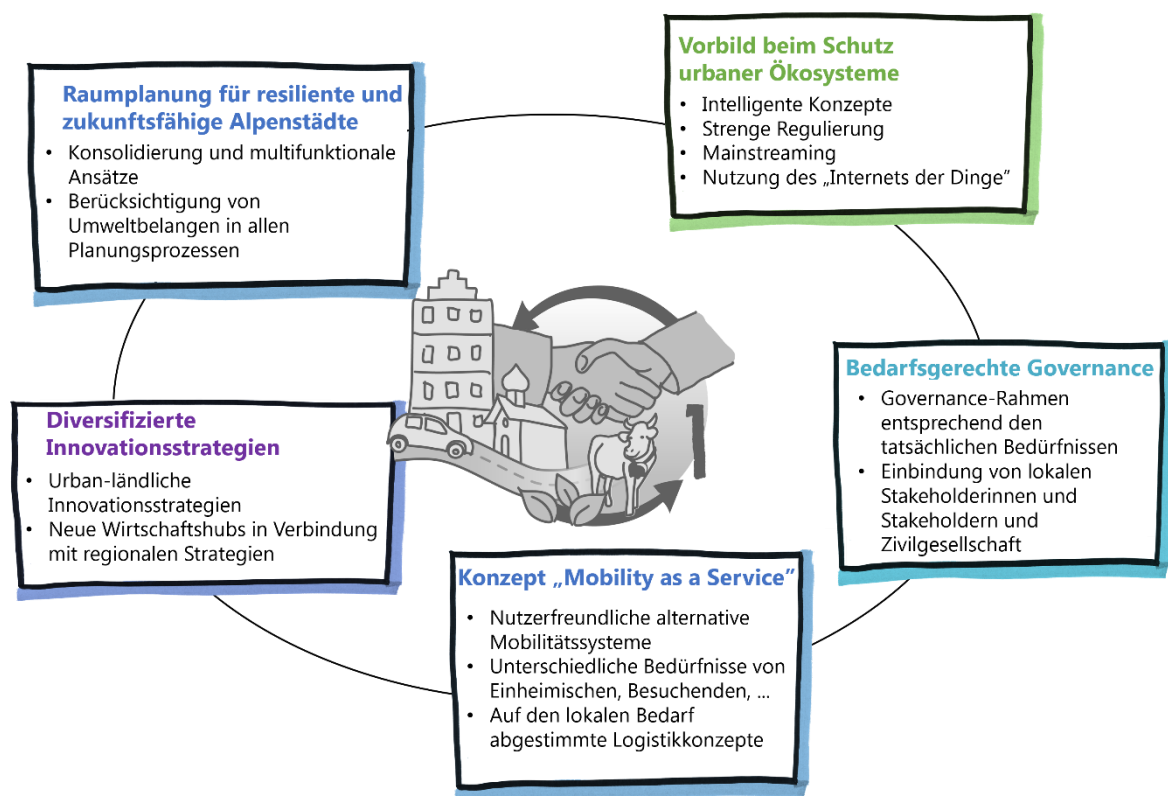 Raumplanung für resiliente und
zukunftsfähige Alpenstädte
• Konsolidierung und multifunktionale
Ansätze
• Berücksichtigung von
Umweltbelangen in allen
Planungsprozessen
Vorbild beim Schutz
urbaner Ökosysteme
• Intelligente Konzepte
• Strenge Regulierung
• Mainstreaming
• Nutzung des „Internets der Dinge”
Bedarfsgerechte Governance
• Governance-Rahmen
entsprechend den
tatsächlichen Bedürfnissen
• Einbindung von lokalen
Stakeholderinnen und
Stakeholdern und
Zivilgesellschaft
Diversifizierte
Innovationsstrategien
• Urban-ländliche
Innovationsstrategien
• Neue Wirtschaftshubs in Verbindung
mit regionalen Strategien
1
Konzept „Mobility as a Service”
• Nutzerfreundliche alternative
Mobilitätssysteme
• Unterschiedliche Bedürfnisse von
Einheimischen, Besuchenden, ...
• Auf den lokalen Bedarf
abgestimmte Logistikkonzepte